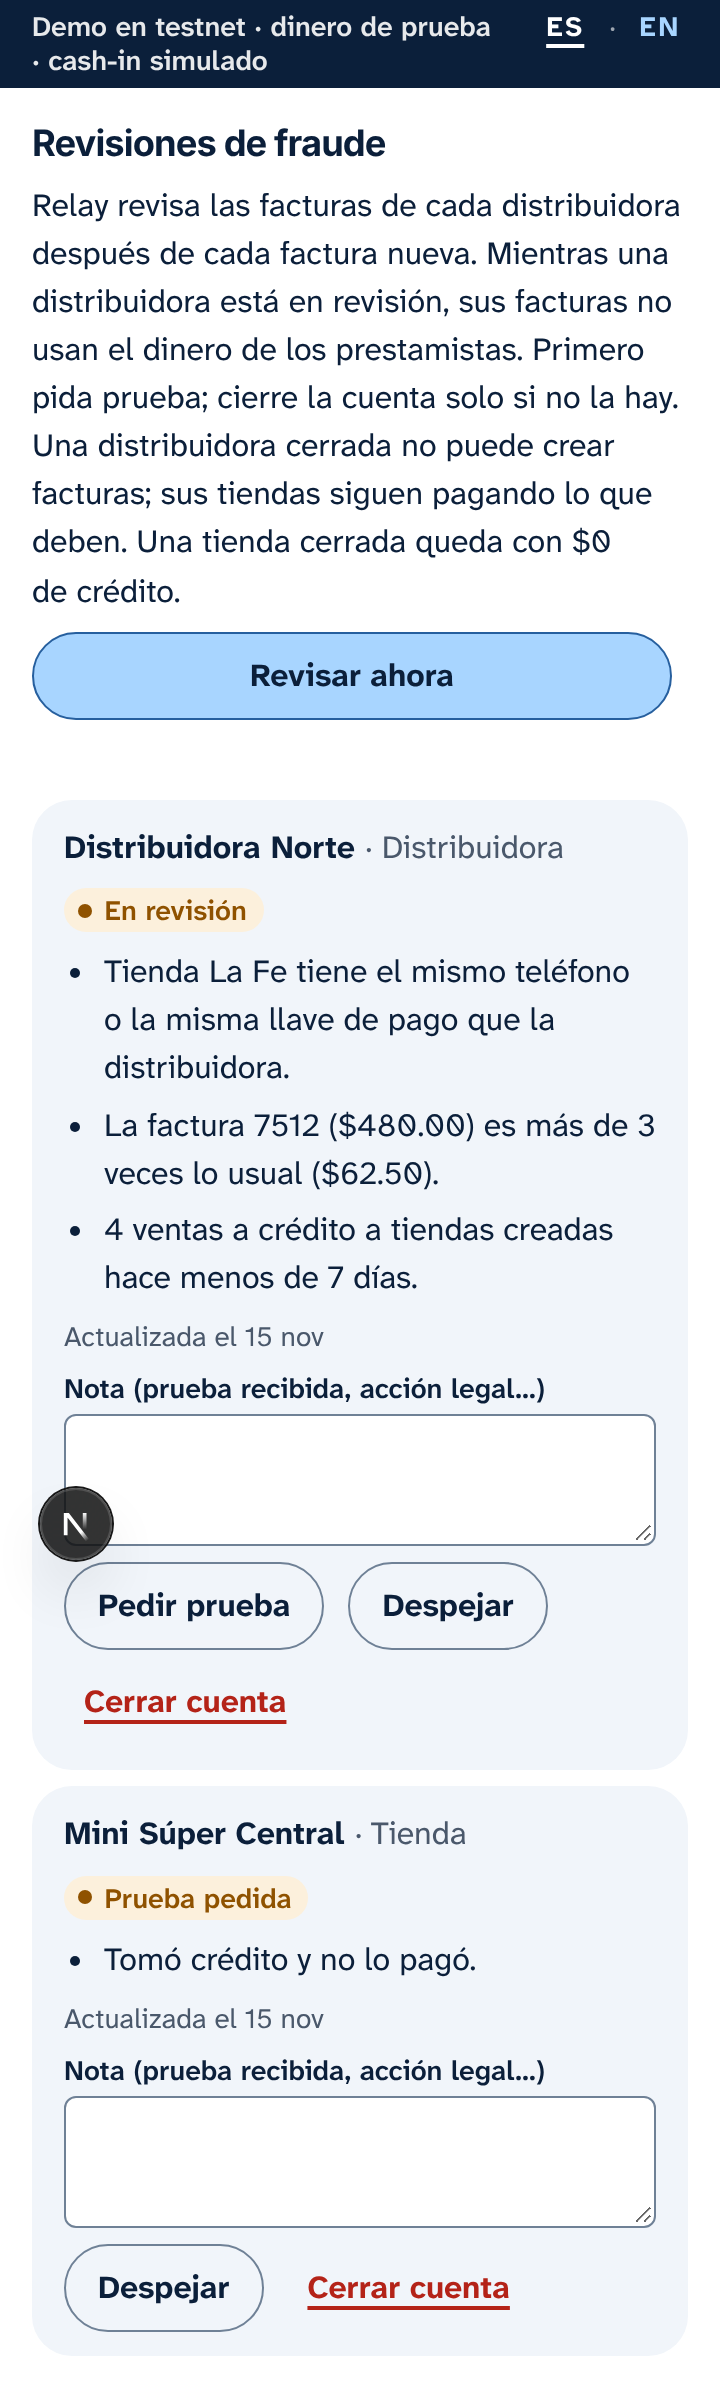 Demo en testnet · dinero de prueba
· cash-in simulado
ES · EN
Revisiones de fraude
Relay revisa las facturas de cada distribuidora
después de cada factura nueva. Mientras una
distribuidora está en revisión, sus facturas no
usan el dinero de los prestamistas. Primero
pida prueba; cierre la cuenta solo si no la hay.
Una distribuidora cerrada no puede crear
facturas; sus tiendas siguen pagando lo que
deben. Una tienda cerrada queda con $0
de crédito.
Revisar ahora
Distribuidora Norte · Distribuidora
En revisión
• Tienda La Fe tiene el mismo teléfono
o la misma llave de pago que la
distribuidora.
• La factura 7512 ($480.00) es más de 3
veces lo usual ($62.50).
• 4 ventas a crédito a tiendas creadas
hace menos de 7 días.
Actualizada el 15 nov
Nota (prueba recibida, acción legal...)
N
Pedir prueba
Despejar
Cerrar cuenta
Mini Súper Central · Tienda
Prueba pedida
• Tomó crédito y no lo pagó.
Actualizada el 15 nov
Nota (prueba recibida, acción legal...)
Despejar
Cerrar cuenta